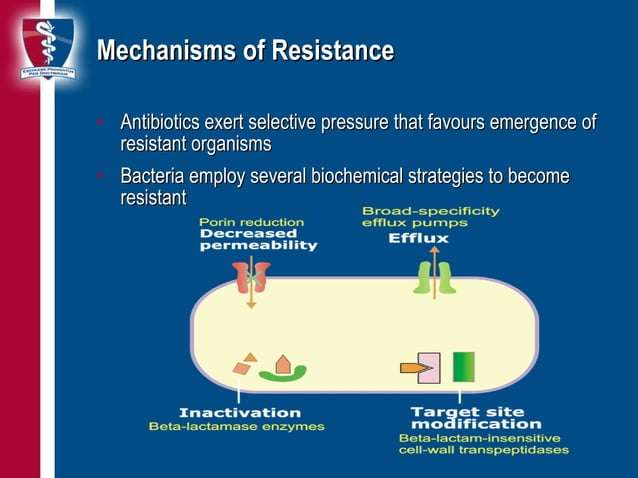 Mechanisms of Resistance
Antibiotics exert selective pressure that favours emergence of
resistant organisms
Bacteria employ several biochemical strategies to become
resistant
Porin reduction
Decreased
permeability
Broad-specificity
efflux pumps
Efflux
Inactivation
Beta-lactamase enzymes
Target site
modification
Beta-lactam-insensitive
cell-wall transpeptidases